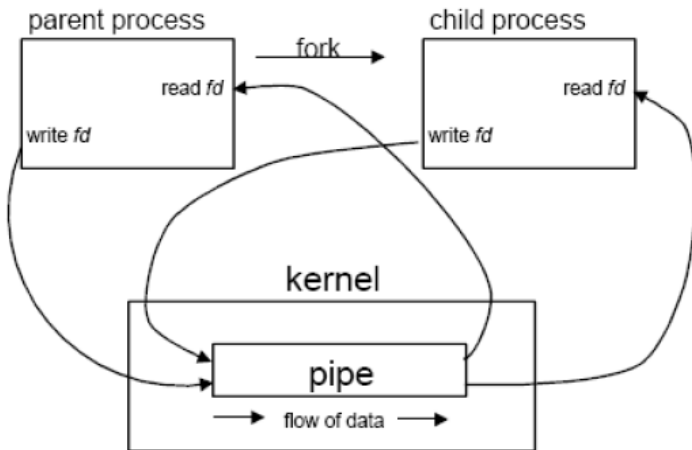 parent process
fork
child process
read fd
read fd
write fd
write fd
kernel
pipe
flow of data